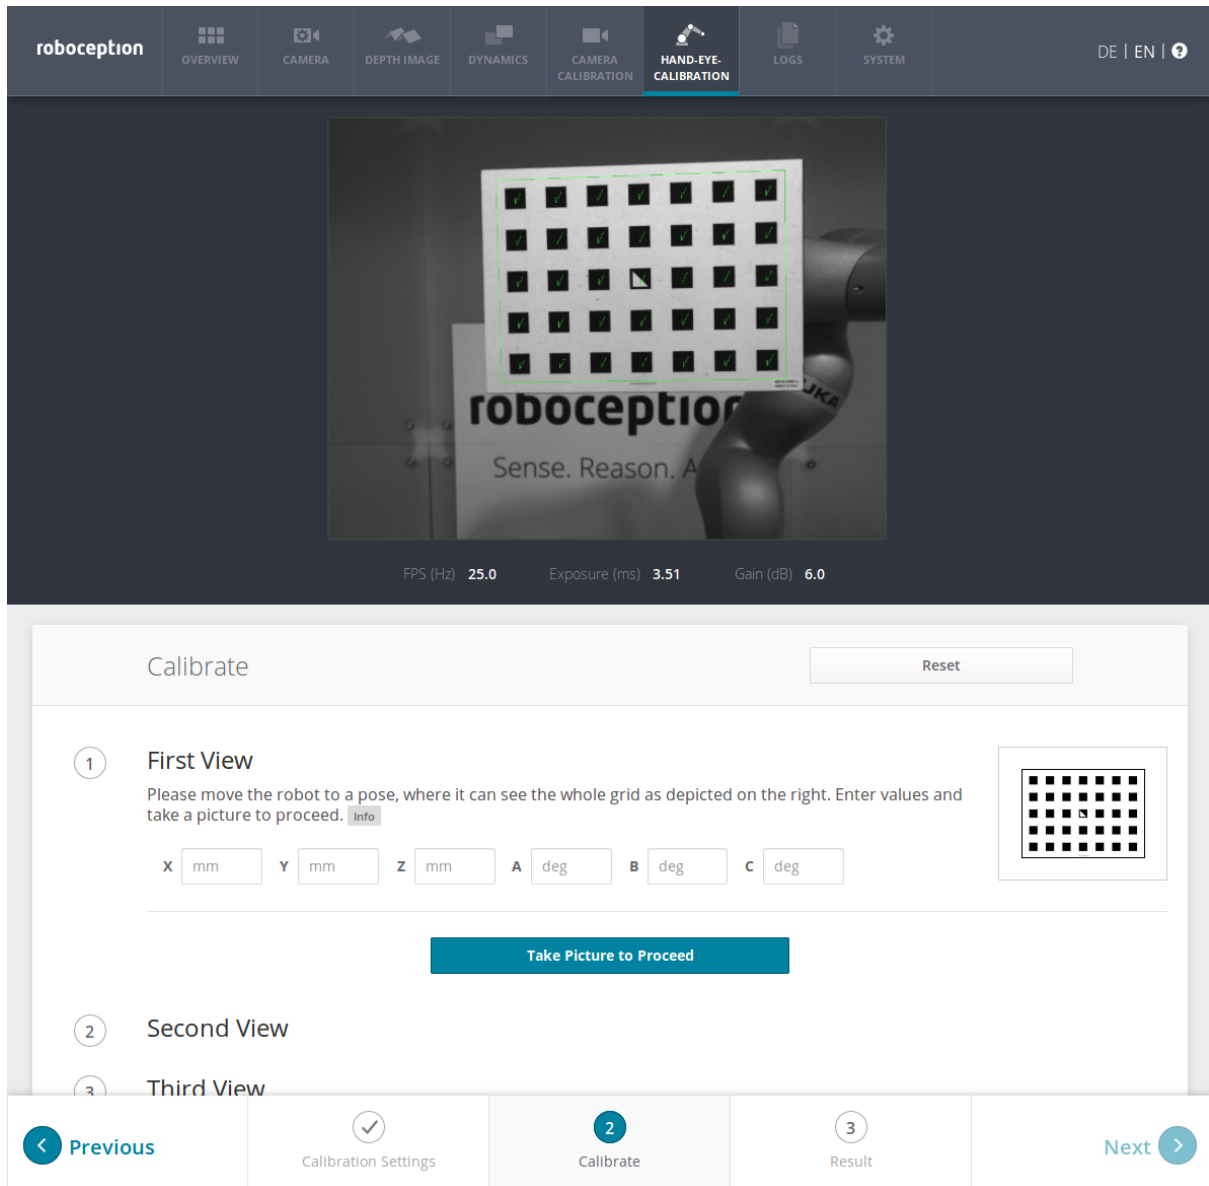 roboception
OVERVIEW
CAMERA
DEPTH IMAGE
DYNAMICS
CAMERA
CALIBRATION
HAND-EYE-
CALIBRATION
LOGS
SYSTEM
DE | EN | ?
roboception
Sense. Reason. A
FPS (Hz) 25.0 Exposure (ms) 3.51 Gain (dB) 6.0
Calibrate
Reset
1
First View
Please move the robot to a pose, where it can see the whole grid as depicted on the right. Enter values and
take a picture to proceed. Info
X mm Y mm Z mm A deg B deg C deg
Take Picture to Proceed
2
Second View
3
Third View
Previous
Calibration Settings
2
Calibrate
3
Result
Next